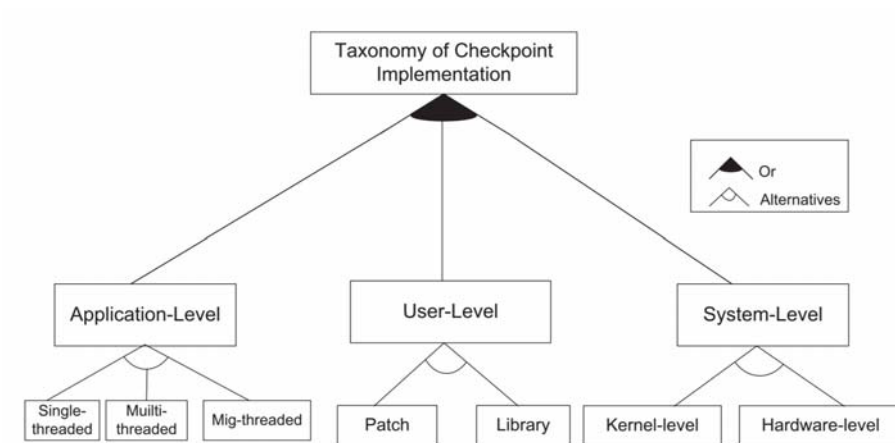 Taxonomy of Checkpoint
Implementation
Or
Alternatives
Application-Level
User-Level
System-Level
Single-
threaded
Muilti-
threaded
Mig-threaded
Patch
Library
Kernel-level
Hardware-level